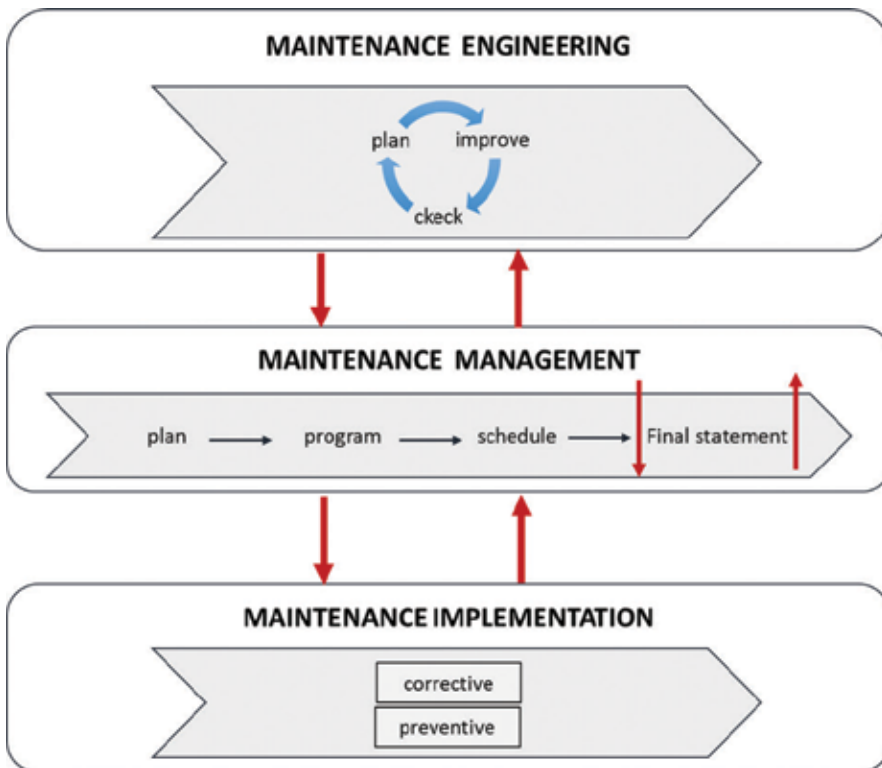 MAINTENANCE ENGINEERING
plan improve
ckeck
MAINTENANCE MANAGEMENT
plan program schedule Final statement
MAINTENANCE IMPLEMENTATION
corrective
preventive